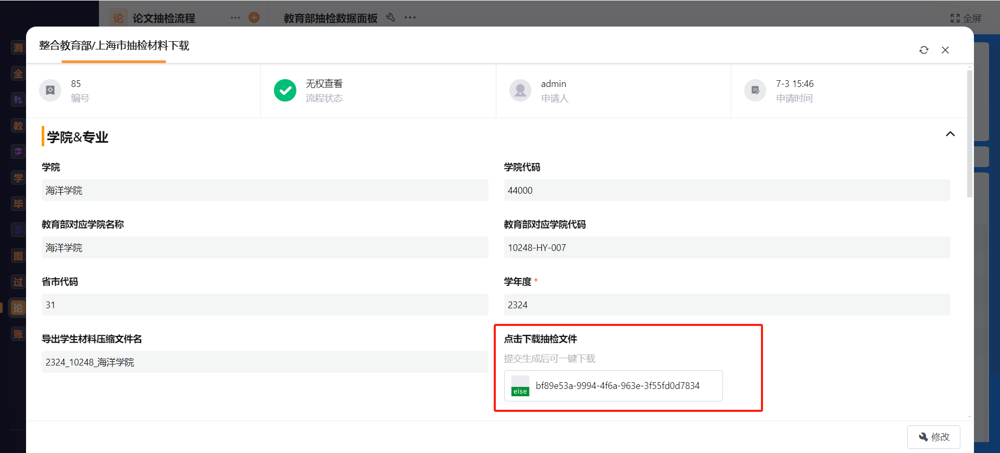 论 论文抽检流程 ··· 教育部抽检数据面板 ··· 全屏
整合教育部/上海市抽检材料下载
测
全
教
学
毕
图
过
论
账
85
编号
无权查看
流程状态
admin
申请人
7-3 15:46
申请时间
学院&专业
学院
海洋学院
学院代码
44000
教育部对应学院名称
海洋学院
教育部对应学院代码
10248-HY-007
省市代码
31
学年度 *
2324
导出学生材料压缩文件名
2324_10248_海洋学院
点击下载抽检文件
提交生成后可一键下载
else bf89e53a-9994-4f6a-963e-3f55fd0d7834
修改